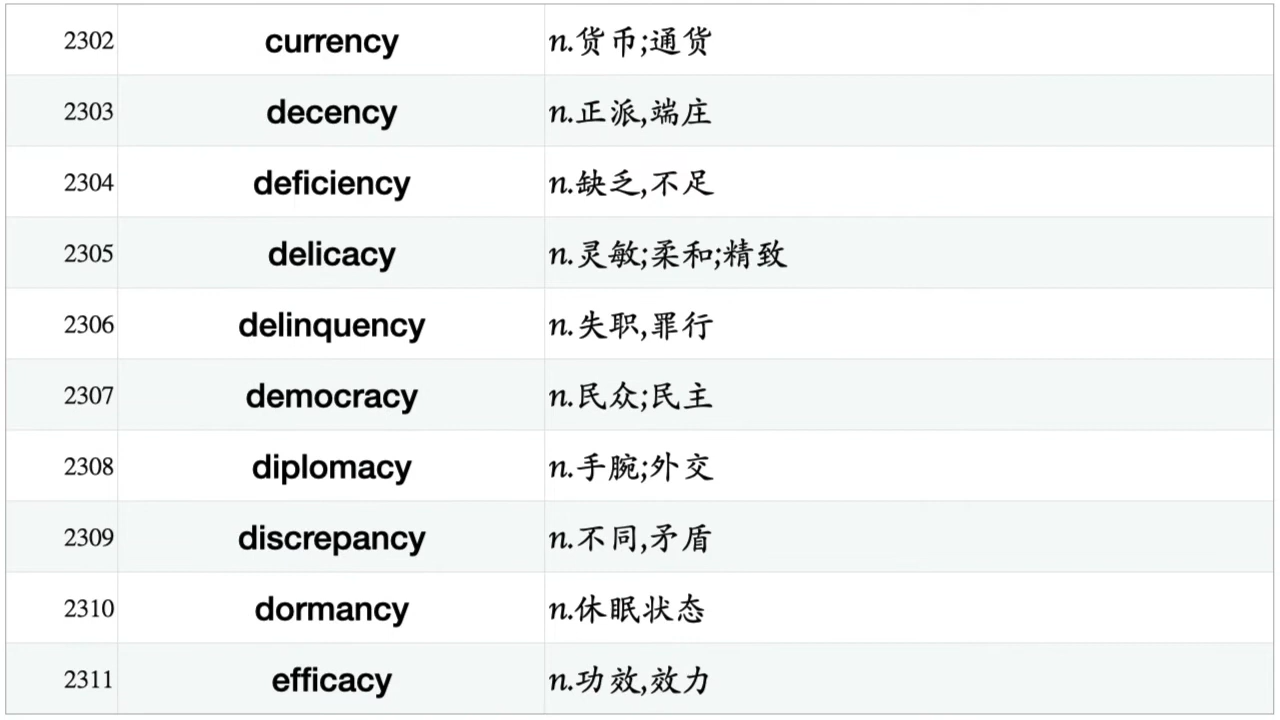 2302 currency n.货币;通货
2303 decency n.正派,端庄
2304 deficiency n.缺乏,不足
2305 delicacy n.灵敏;柔和;精致
2306 delinquency n.失职,罪行
2307 democracy n.民众;民主
2308 diplomacy n.手腕;外交
2309 discrepancy n.不同,矛盾
2310 dormancy n.休眠状态
2311 efficacy n.功效,效力